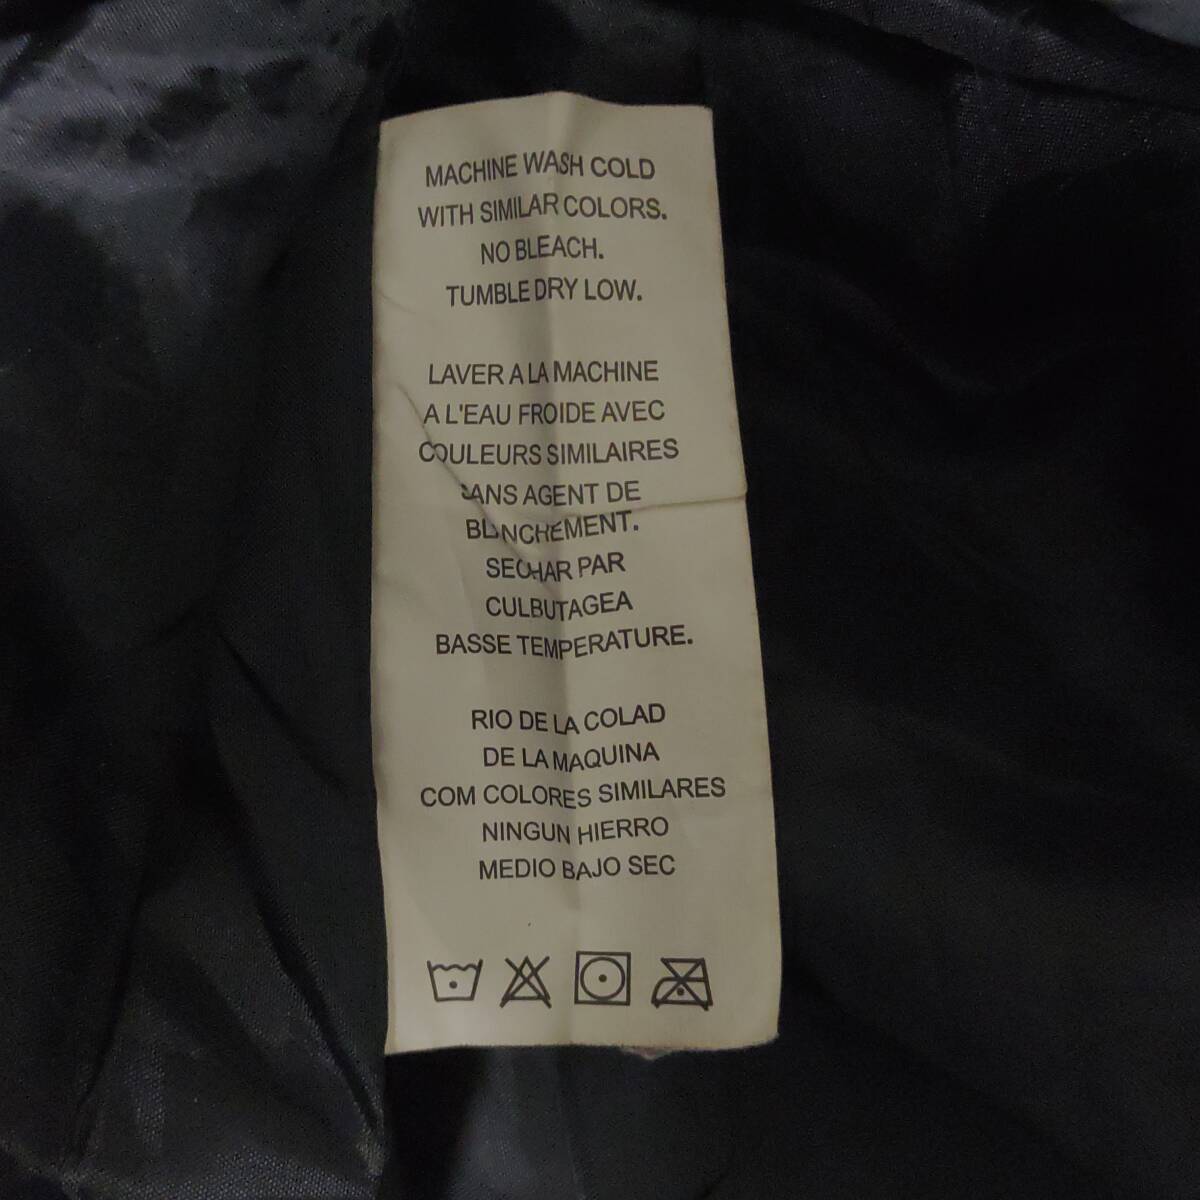 MACHINE WASH COLD
WITH SIMILAR COLORS.
NO BLEACH.
TUMBLE DRY LOW.
LAVER A LA MACHINE
A L'EAU FROIDE AVEC
COULEURS SIMILAIRES
SANS AGENT DE
BLANCHEMENT.
SECHAR PAR
CULBUTAGEA
BASSE TEMPERATURE.
RIO DE LA COLAD
DE LA MAQUINA
COM COLORES SIMILARES
NINGUN HIERRO
MEDIO BAJO SEC